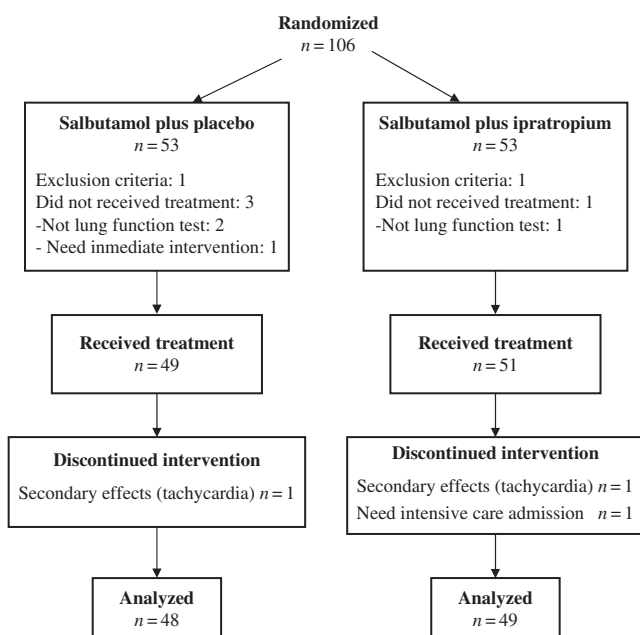 Randomized
n = 106
Salbutamol plus placebo
n = 53
Exclusion criteria: 1
Did not received treatment: 3
-Not lung function test: 2
- Need inmediate intervention: 1
Salbutamol plus ipratropium
n = 53
Exclusion criteria: 1
Did not received treatment: 1
-Not lung function test: 1
Received treatment
n = 49
Received treatment
n = 51
Discontinued intervention
Secondary effects (tachycardia) n = 1
Discontinued intervention
Secondary effects (tachycardia) n = 1
Need intensive care admission n = 1
Analyzed
n = 48
Analyzed
n = 49